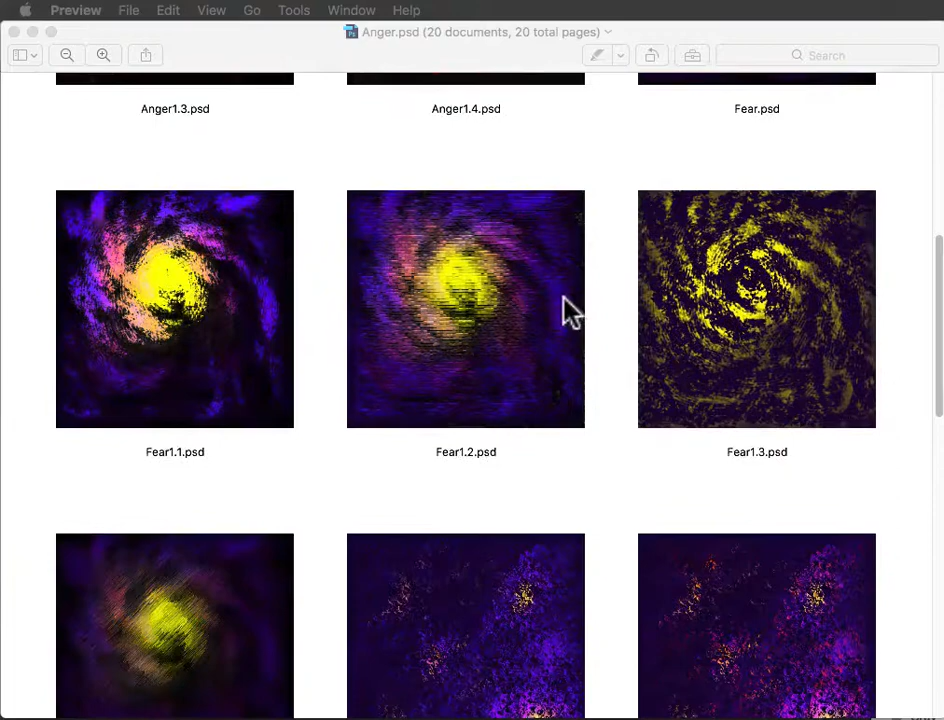 Preview File Edit View Go Tools Window Help
Anger.psd (20 documents, 20 total pages)
Search
Anger1.3.psd Anger1.4.psd Fear.psd
Fear1.1.psd Fear1.2.psd Fear1.3.psd